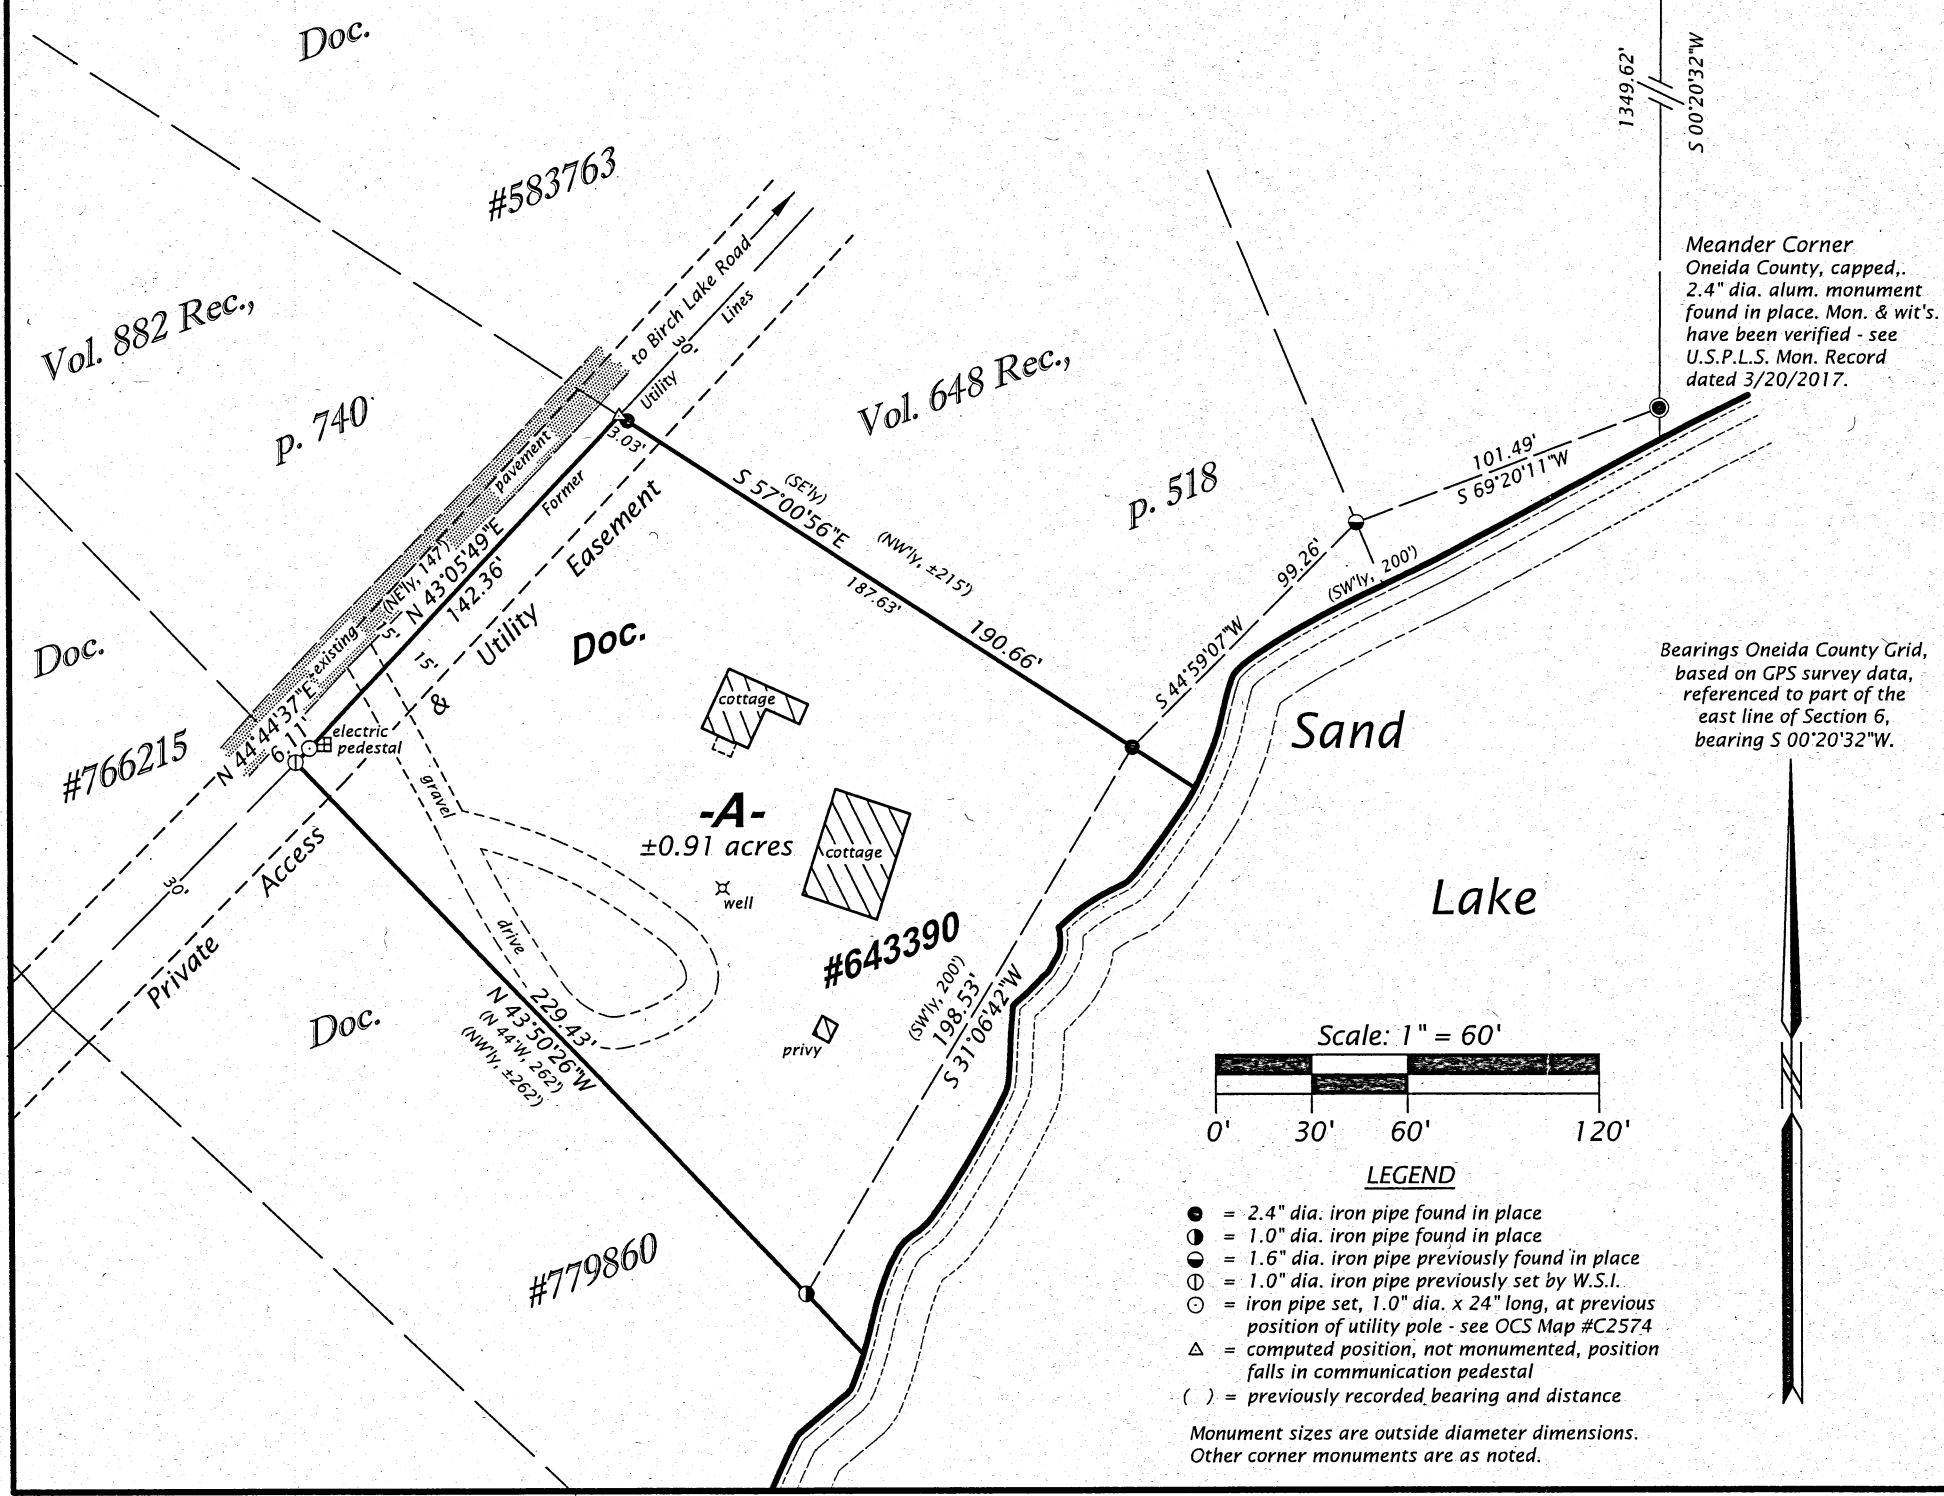 Doc.
#583763
Vol. 882 Rec.,
p. 740
Doc.
#766215
1349.62'
S 00°20'32"W
Meander Corner
Oneida County, capped,.
2.4" dia. alum. monument
found in place. Mon. & wit's.
have been verified - see
U.S.P.L.S. Mon. Record
dated 3/20/2017.
to Birch Lake Road
30'
Utility Lines
Former
3.03'
existing pavement
(NE'ly, 147')
N 43°05'49"E
142.36'
5'
15'
N 44°44'37"E
6.11'
electric
pedestal
Private Access & Utility Easement
30'
Vol. 648 Rec.,
p. 518
(SE'ly)
S 57°00'56"E
(NW'ly, ±215')
187.63'
190.66'
101.49'
S 69°20'11"W
99.26'
S 44°59'07"W
(SW'ly, 200')
Doc.
cottage
-A-
±0.91 acres
cottage
well
#643390
gravel
drive
privy
(SW'ly, 200')
198.53'
S 31°06'42"W
229.43'
N 43°50'26"W
(N 44°W, 262')
(NW'ly, ±262')
Doc.
#779860
Sand
Lake
Bearings Oneida County Grid,
based on GPS survey data,
referenced to part of the
east line of Section 6,
bearing S 00°20'32"W.
N
Scale: 1" = 60'
0' 30' 60' 120'
LEGEND
= 2.4" dia. iron pipe found in place
= 1.0" dia. iron pipe found in place
= 1.6" dia. iron pipe previously found in place
= 1.0" dia. iron pipe previously set by W.S.I.
= iron pipe set, 1.0" dia. x 24" long, at previous
position of utility pole - see OCS Map #C2574
= computed position, not monumented, position
falls in communication pedestal
( ) = previously recorded bearing and distance
Monument sizes are outside diameter dimensions.
Other corner monuments are as noted.